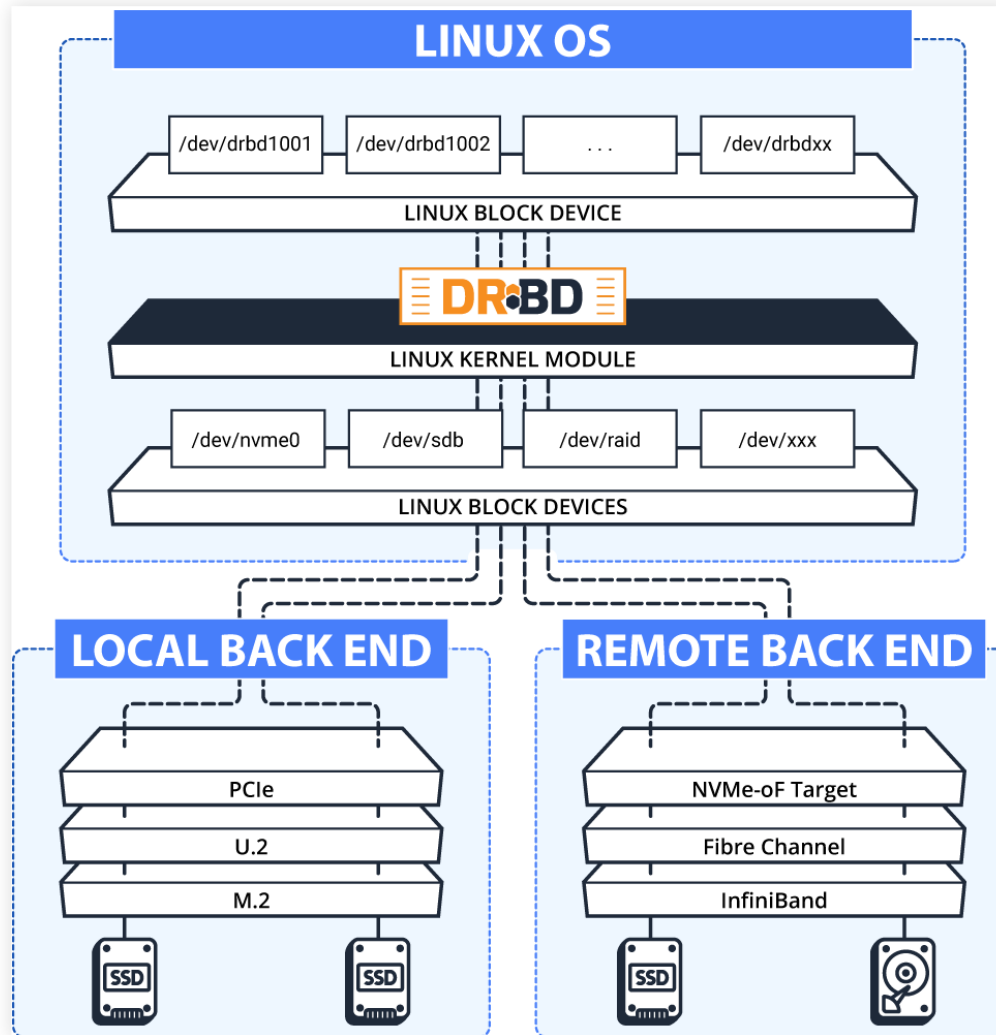 LINUX OS
/dev/drbd1001
/dev/drbd1002
. . .
/dev/drbdxx
LINUX BLOCK DEVICE
DRBD
LINUX KERNEL MODULE
/dev/nvme0
/dev/sdb
/dev/raid
/dev/xxx
LINUX BLOCK DEVICES
LOCAL BACK END
PCIe
U.2
M.2
SSD
SSD
REMOTE BACK END
NVMe-oF Target
Fibre Channel
InfiniBand
SSD